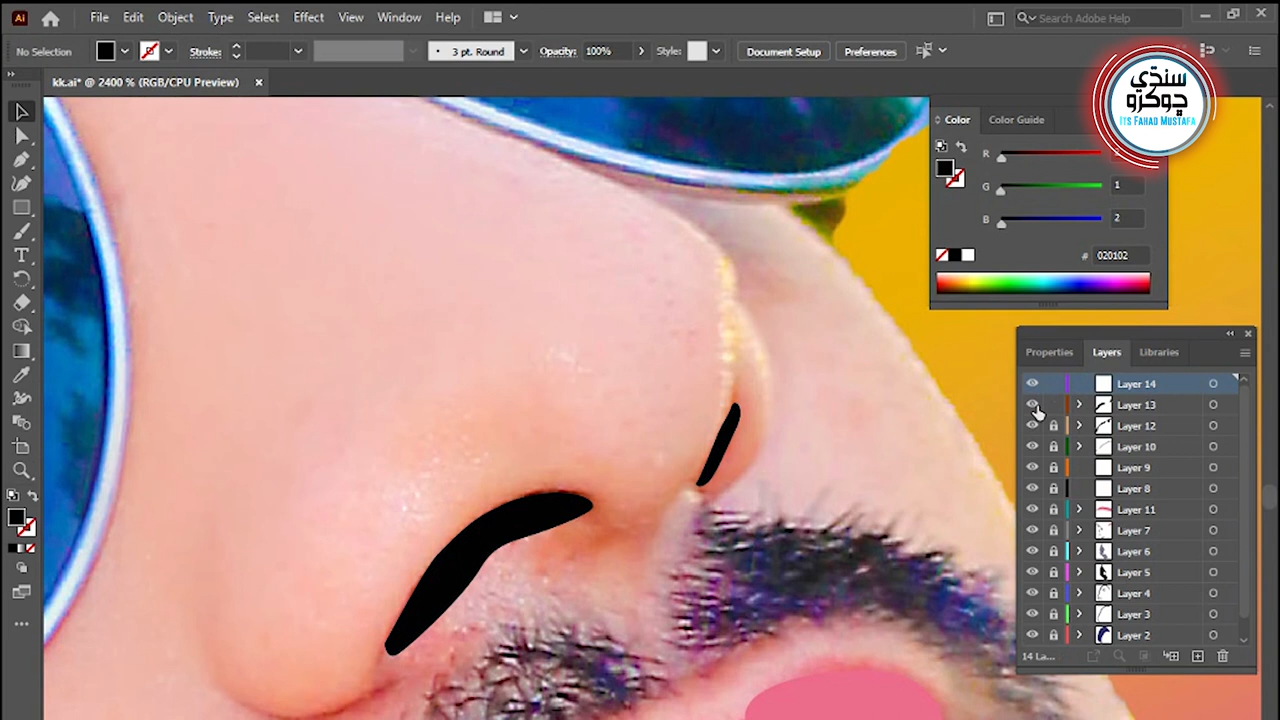 Ai File Edit Object Type Select Effect View Window Help Search Adobe Help
No Selection Stroke: 3 pt. Round Opacity: 100% Style: Document Setup Preferences
kk.ai* @ 2400 % (RGB/CPU Preview)
سنڌي
ڇوڪرو
ITS FAHAD MUSTAFA
Color Color Guide
R
G 1
B 2
# 020102
Properties Layers Libraries
Layer 14
Layer 13
Layer 12
Layer 10
Layer 9
Layer 8
Layer 11
Layer 7
Layer 6
Layer 5
Layer 4
Layer 3
Layer 2
14 La...